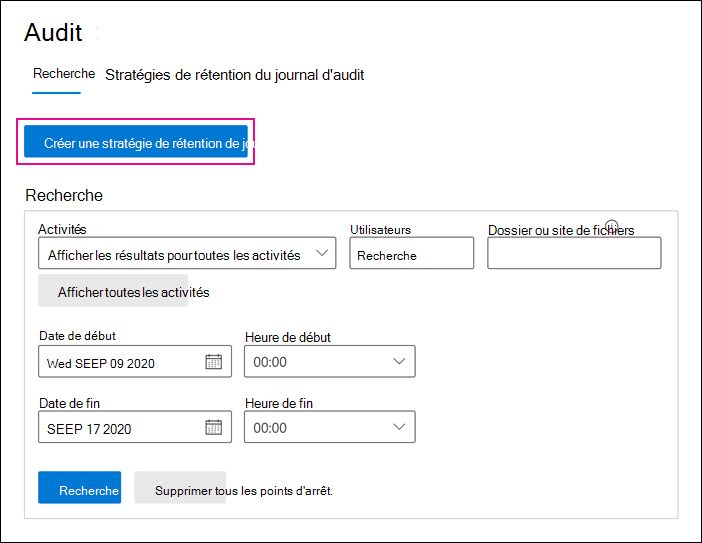 Audit
Recherche Stratégies de rétention du journal d'audit
Créer une stratégie de rétention de jou
Recherche
Activités Utilisateurs Dossier ou site de fichiers
Afficher les résultats pour toutes les activités Recherche
Afficher toutes les activités
Date de début Heure de début
Wed SEEP 09 2020 00:00
Date de fin Heure de fin
SEEP 17 2020 00:00
Recherche Supprimer tous les points d'arrêt.